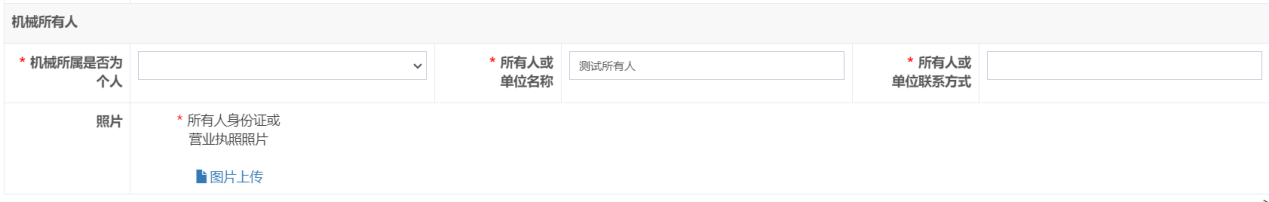 机械所有人
* 机械所属是否为
个人
* 所有人或
单位名称
测试所有人
* 所有人或
单位联系方式
照片
* 所有人身份证或
营业执照照片
图片上传